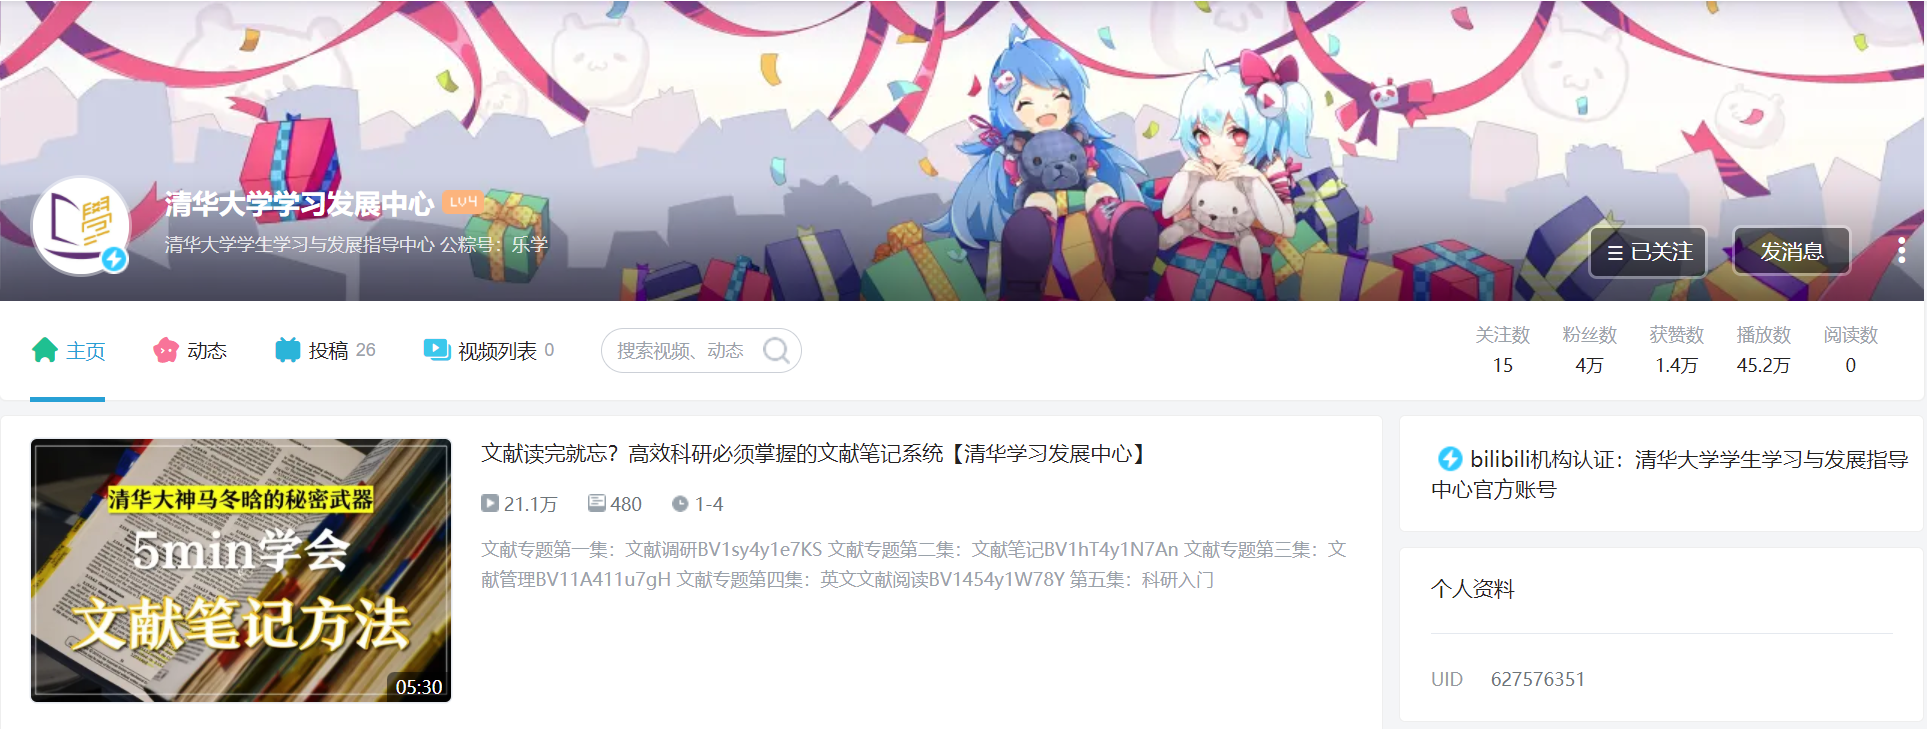 清华大学学习发展中心 LV4
清华大学学生学习与发展指导中心 公粽号：乐学
已关注
发消息
主页
动态
投稿 26
视频列表 0
搜索视频、动态
关注数 粉丝数 获赞数 播放数 阅读数
15 4万 1.4万 45.2万 0
清华大神马冬晗的秘密武器
5min学会
文献笔记方法
05:30
文献读完就忘？高效科研必须掌握的文献笔记系统【清华学习发展中心】
21.1万 480 1-4
文献专题第一集：文献调研BV1sy4y1e7KS 文献专题第二集：文献笔记BV1hT4y1N7An 文献专题第三集：文
献管理BV11A411u7gH 文献专题第四集：英文文献阅读BV1454y1W78Y 第五集：科研入门
bilibili机构认证：清华大学学生学习与发展指导
中心官方账号
个人资料
UID 627576351